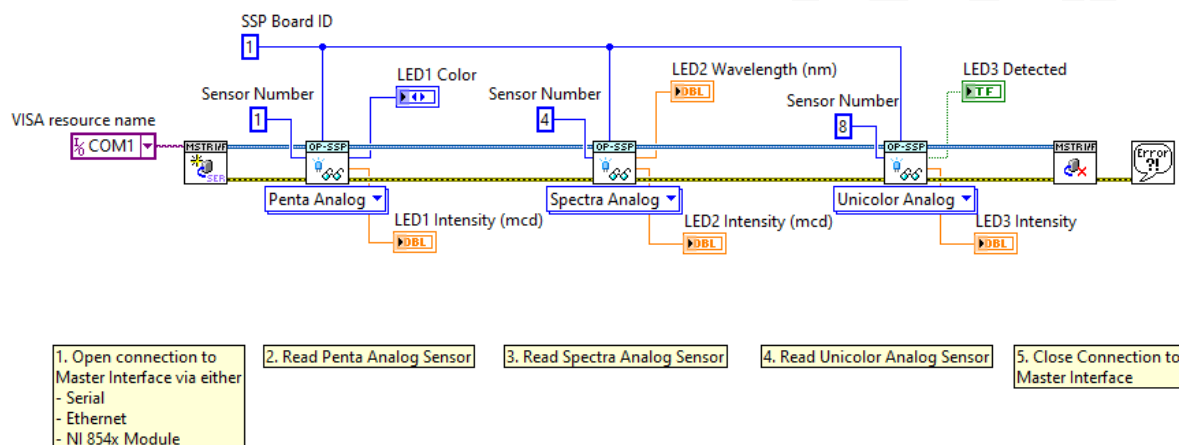 SSP Board ID
1
LED1 Color
LED2 Wavelength (nm)
DBL
LED3 Detected
TF
Sensor Number
1
Sensor Number
4
Sensor Number
8
VISA resource name
I/O COM1
MSTR I/F
SER
OP-SSP
OP-SSP
OP-SSP
MSTR I/F
Error
?!
Penta Analog
Spectra Analog
Unicolor Analog
LED1 Intensity (mcd)
DBL
LED2 Intensity (mcd)
DBL
LED3 Intensity
DBL
1. Open connection to
Master Interface via either
- Serial
- Ethernet
- NI 854x Module
2. Read Penta Analog Sensor
3. Read Spectra Analog Sensor
4. Read Unicolor Analog Sensor
5. Close Connection to
Master Interface